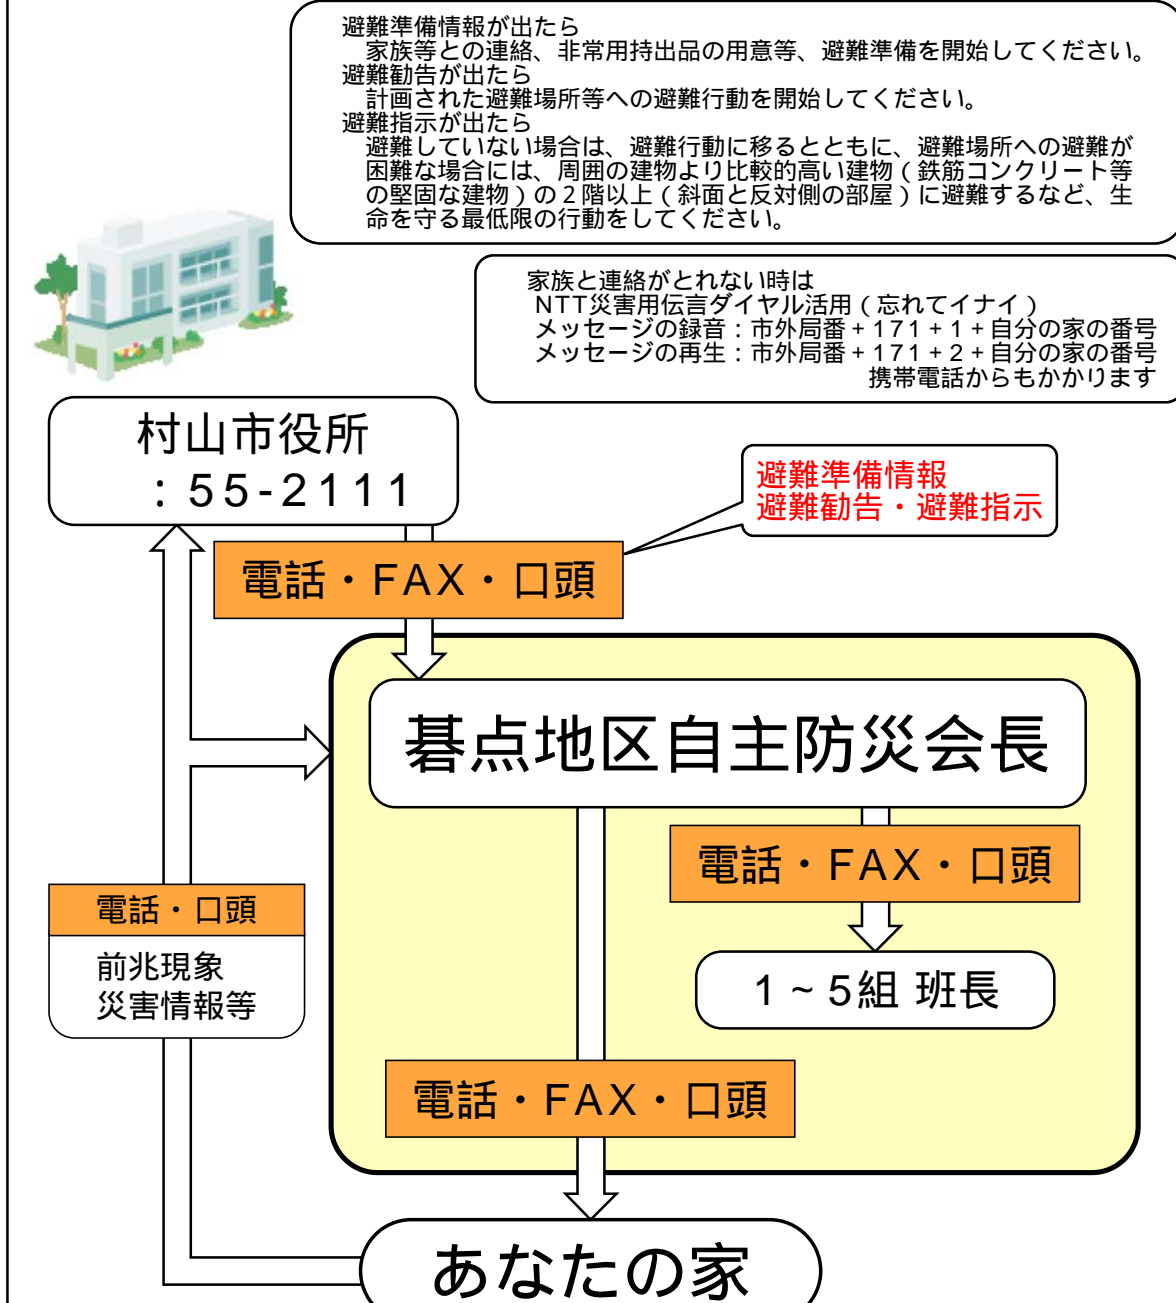 避難準備情報が出たら
家族等との連絡、非常用持出品の用意等、避難準備を開始してください。
避難勧告が出たら
計画された避難場所等への避難行動を開始してください。
避難指示が出たら
避難していない場合は、避難行動に移るとともに、避難場所への避難が
困難な場合には、周囲の建物より比較的高い建物（鉄筋コンクリート等
の堅固な建物）の２階以上（斜面と反対側の部屋）に避難するなど、生
命を守る最低限の行動をしてください。
家族と連絡がとれない時は
NTT災害用伝言ダイヤル活用（忘れてイナイ）
メッセージの録音：市外局番+171+1+自分の家の番号
メッセージの再生：市外局番+171+2+自分の家の番号
携帯電話からもかかります
村山市役所
：55-2111
避難準備情報
避難勧告・避難指示
電話・FAX・口頭
碁点地区自主防災会長
電話・FAX・口頭
電話・口頭
前兆現象
災害情報等
1~5組 班長
電話・FAX・口頭
あなたの家